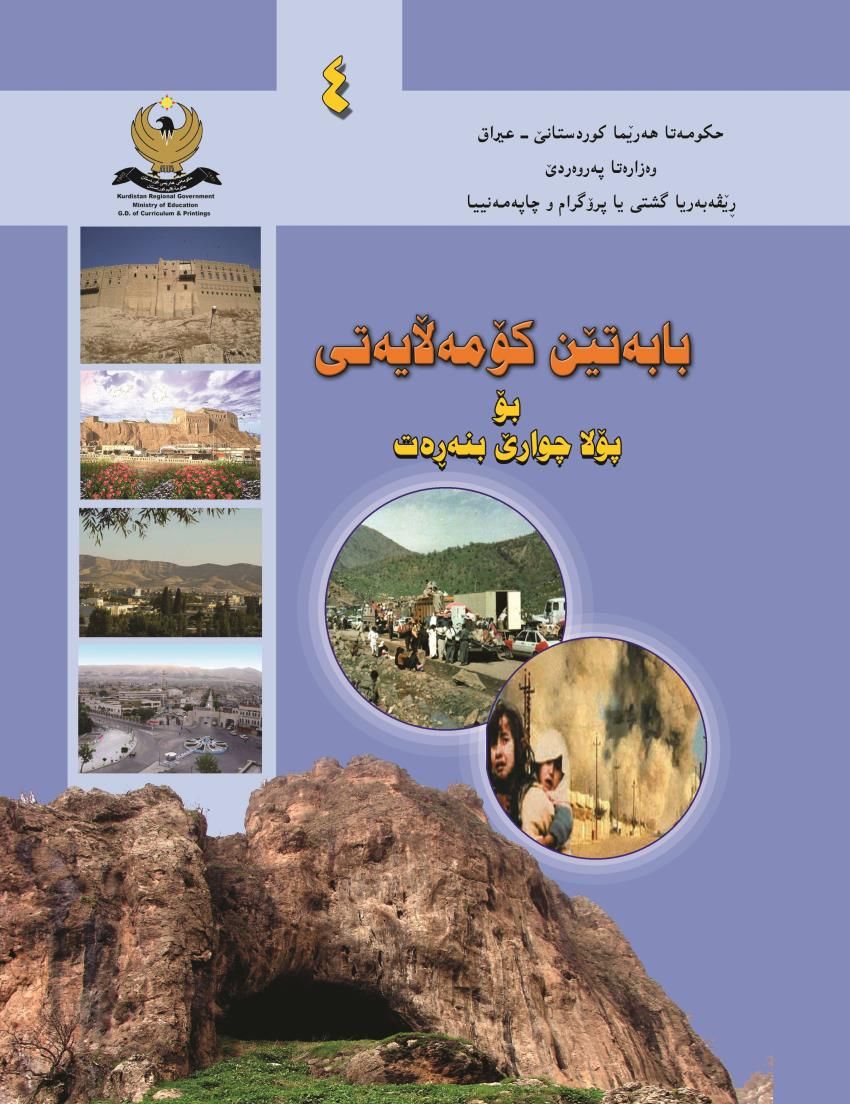 ٤
حکومەتا هەرێما کوردستانێ - عیراق
وەزارەتا پەروەردێ
ڕێڤەبەریا گشتی یا پرۆگرام و چاپەمەنییا
Kurdistan Regional Government
Ministry of Education
G.D. of Curriculum & Printings
بابەتێن کۆمەڵایەتی
بۆ
پۆلا چوارێ بنەڕەت